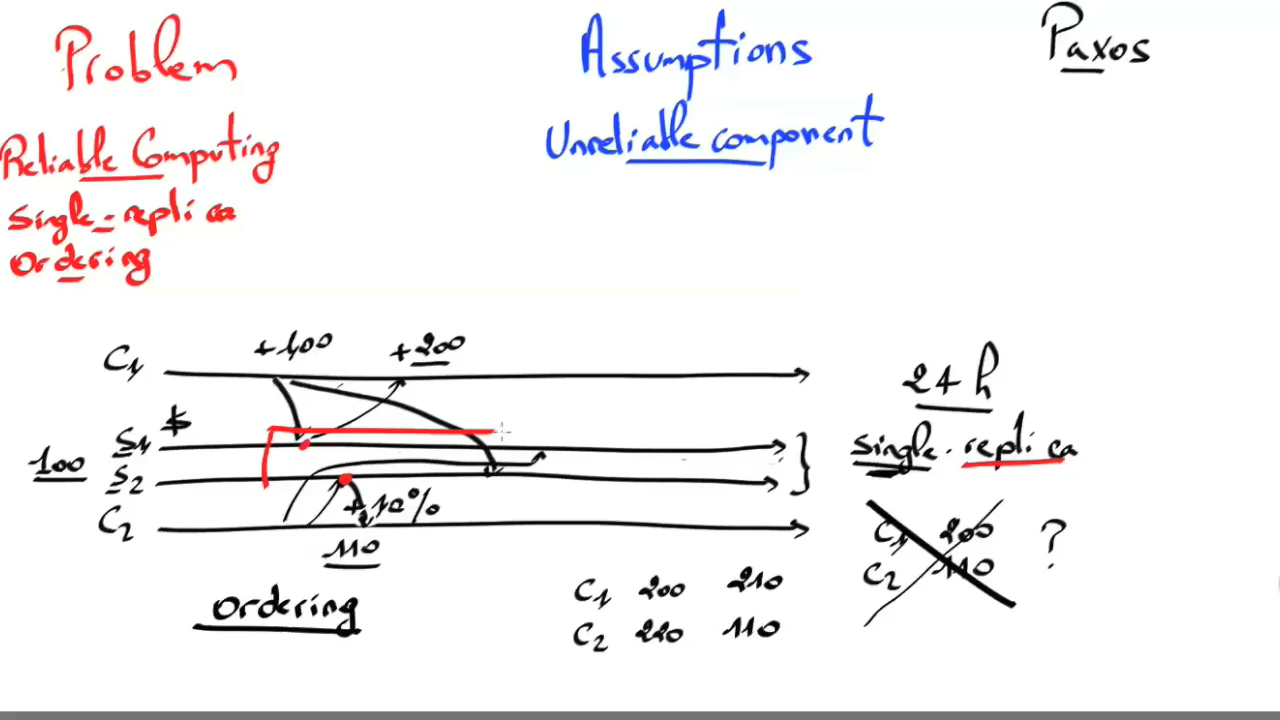 Problem
Assumptions
Paxos
Reliable Computing
Unreliable component
Single-replica
Ordering
+100
+200
C1
24 h
$
S1
single-replica
100
S2
+10%
C2
110
C1 200
?
C2 110
Ordering
C1 200 210
C2 220 110